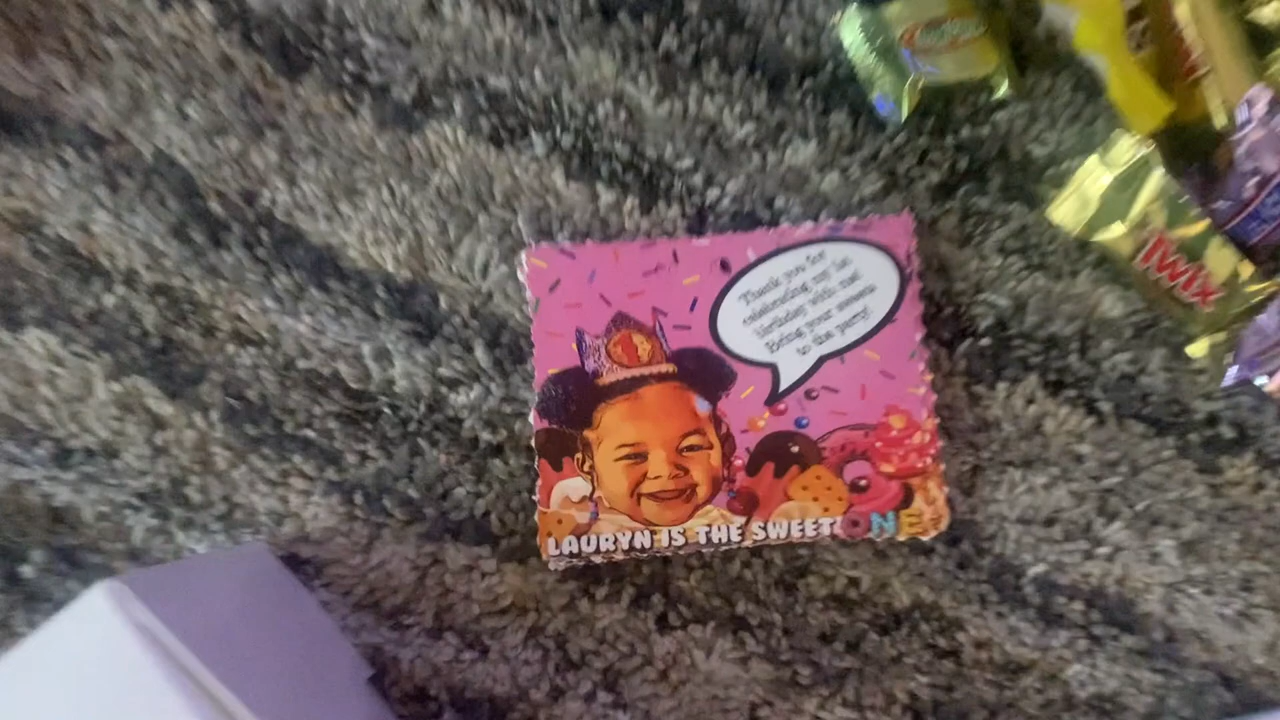 Thank you for
celebrating my 1st
birthday with me!
Bring your sweets
to the party!
LAURYN IS THE SWEET ONE
TWIX